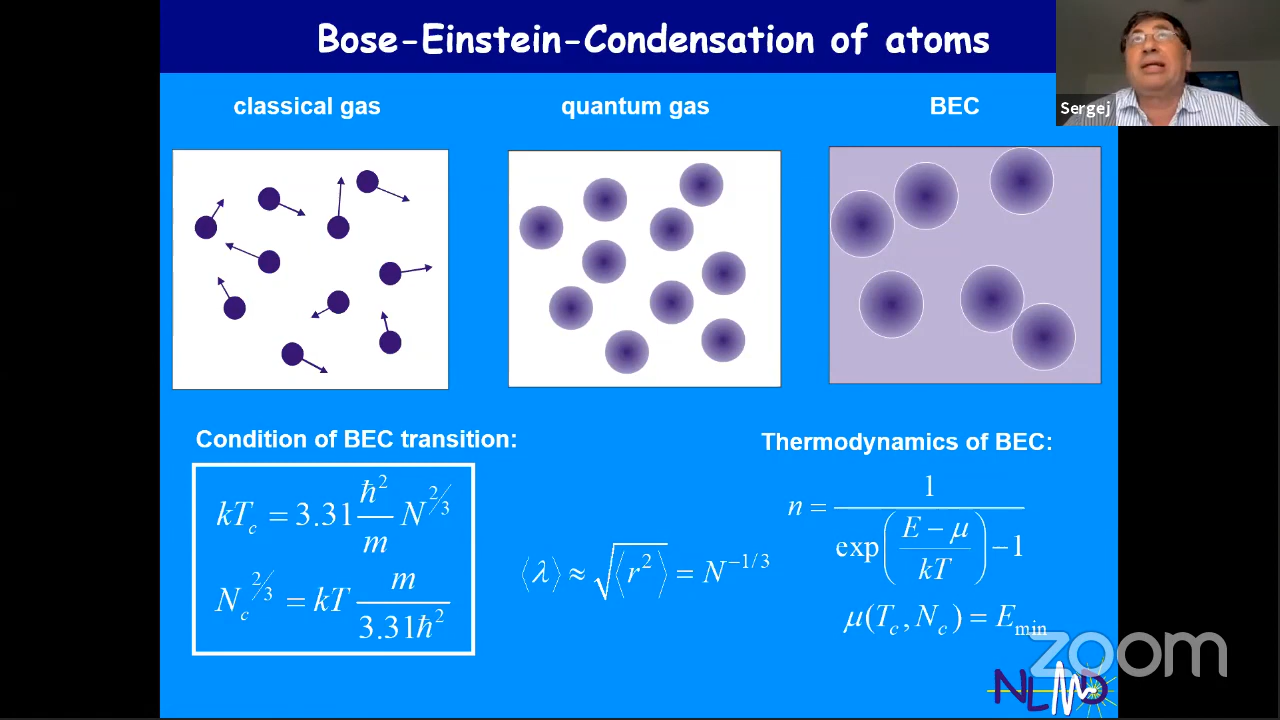 Bose-Einstein-Condensation of atoms
Sergej
classical gas
quantum gas
BEC
Condition of BEC transition:
kT_c = 3.31 ℏ²/m N^{2/3}
N_c^{2/3} = kT m/3.31ℏ²
⟨λ⟩ ≈ √⟨r²⟩ = N^{-1/3}
Thermodynamics of BEC:
n = 1/(exp((E − μ)/kT) − 1)
μ(T_c, N_c) = E_min
zoom
NLMD